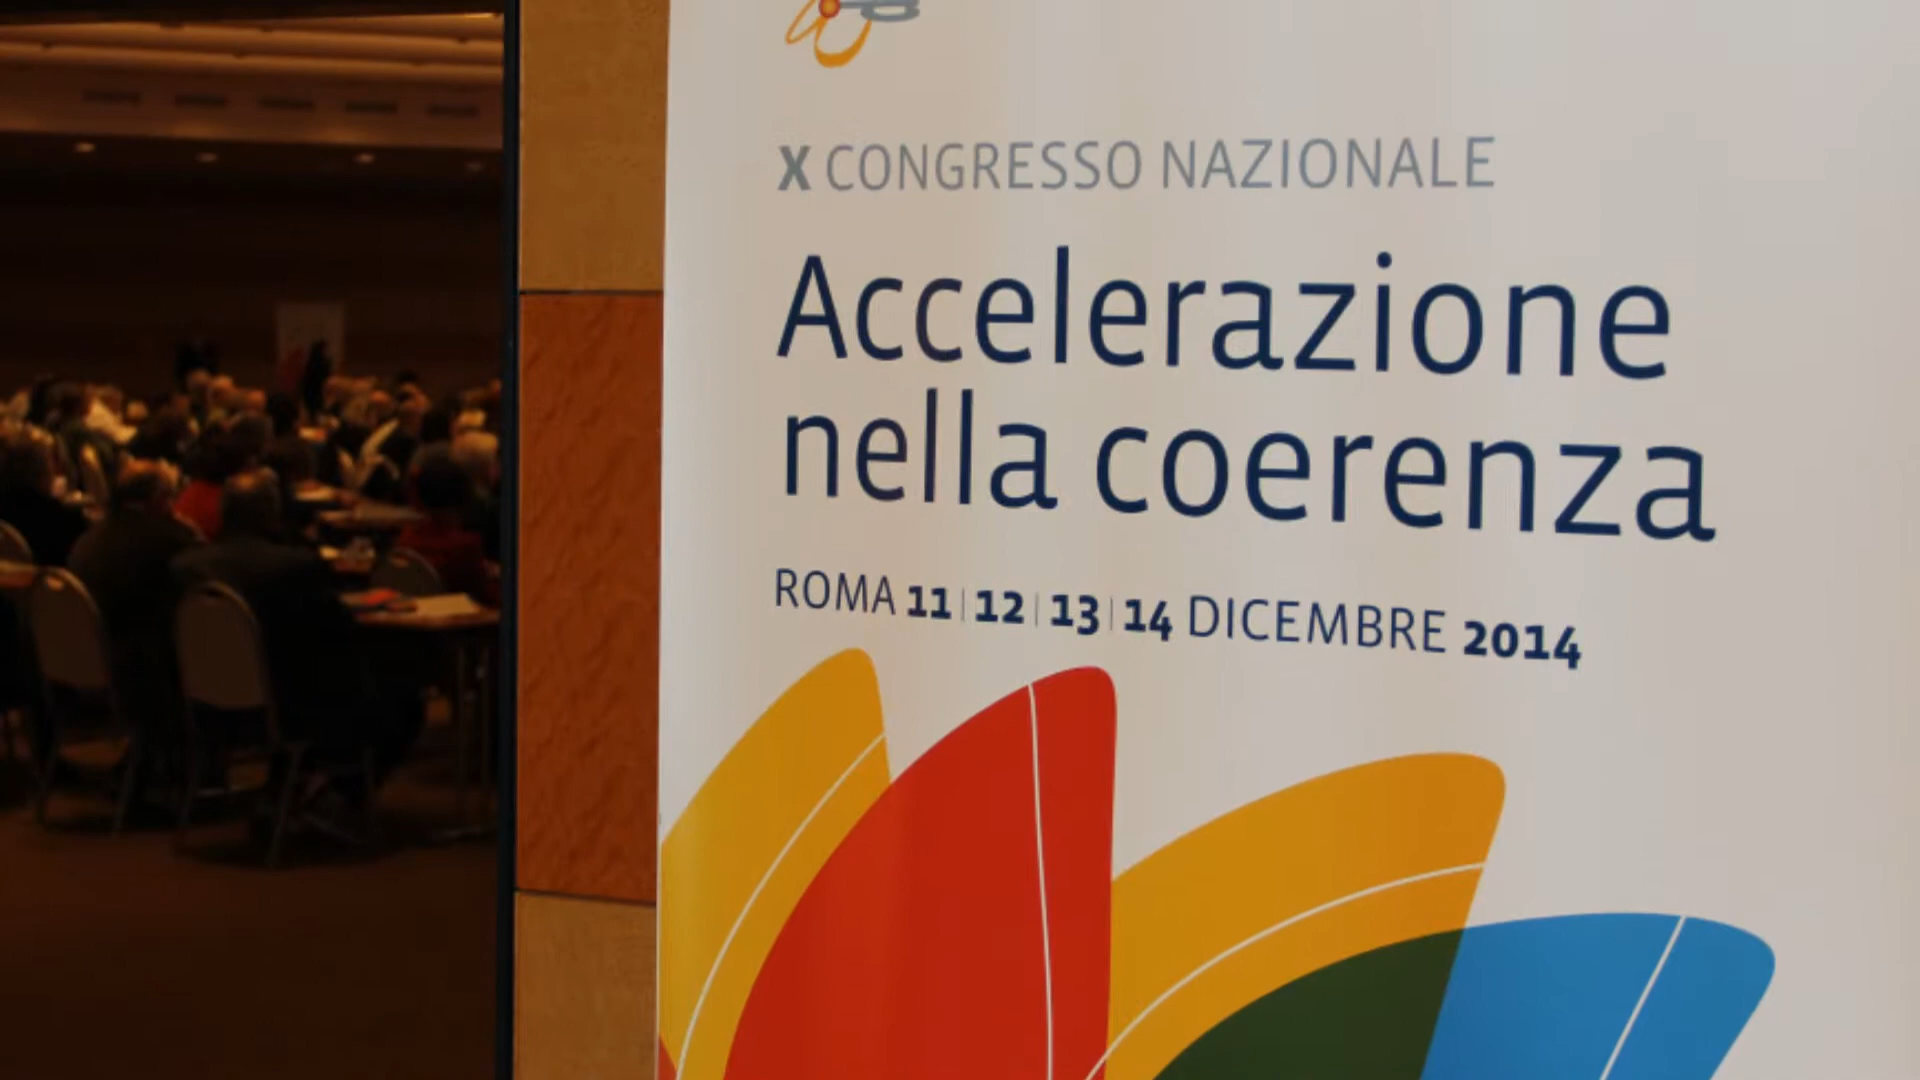 X CONGRESSO NAZIONALE
Accelerazione
nella coerenza
ROMA 11 | 12 | 13 | 14 DICEMBRE 2014